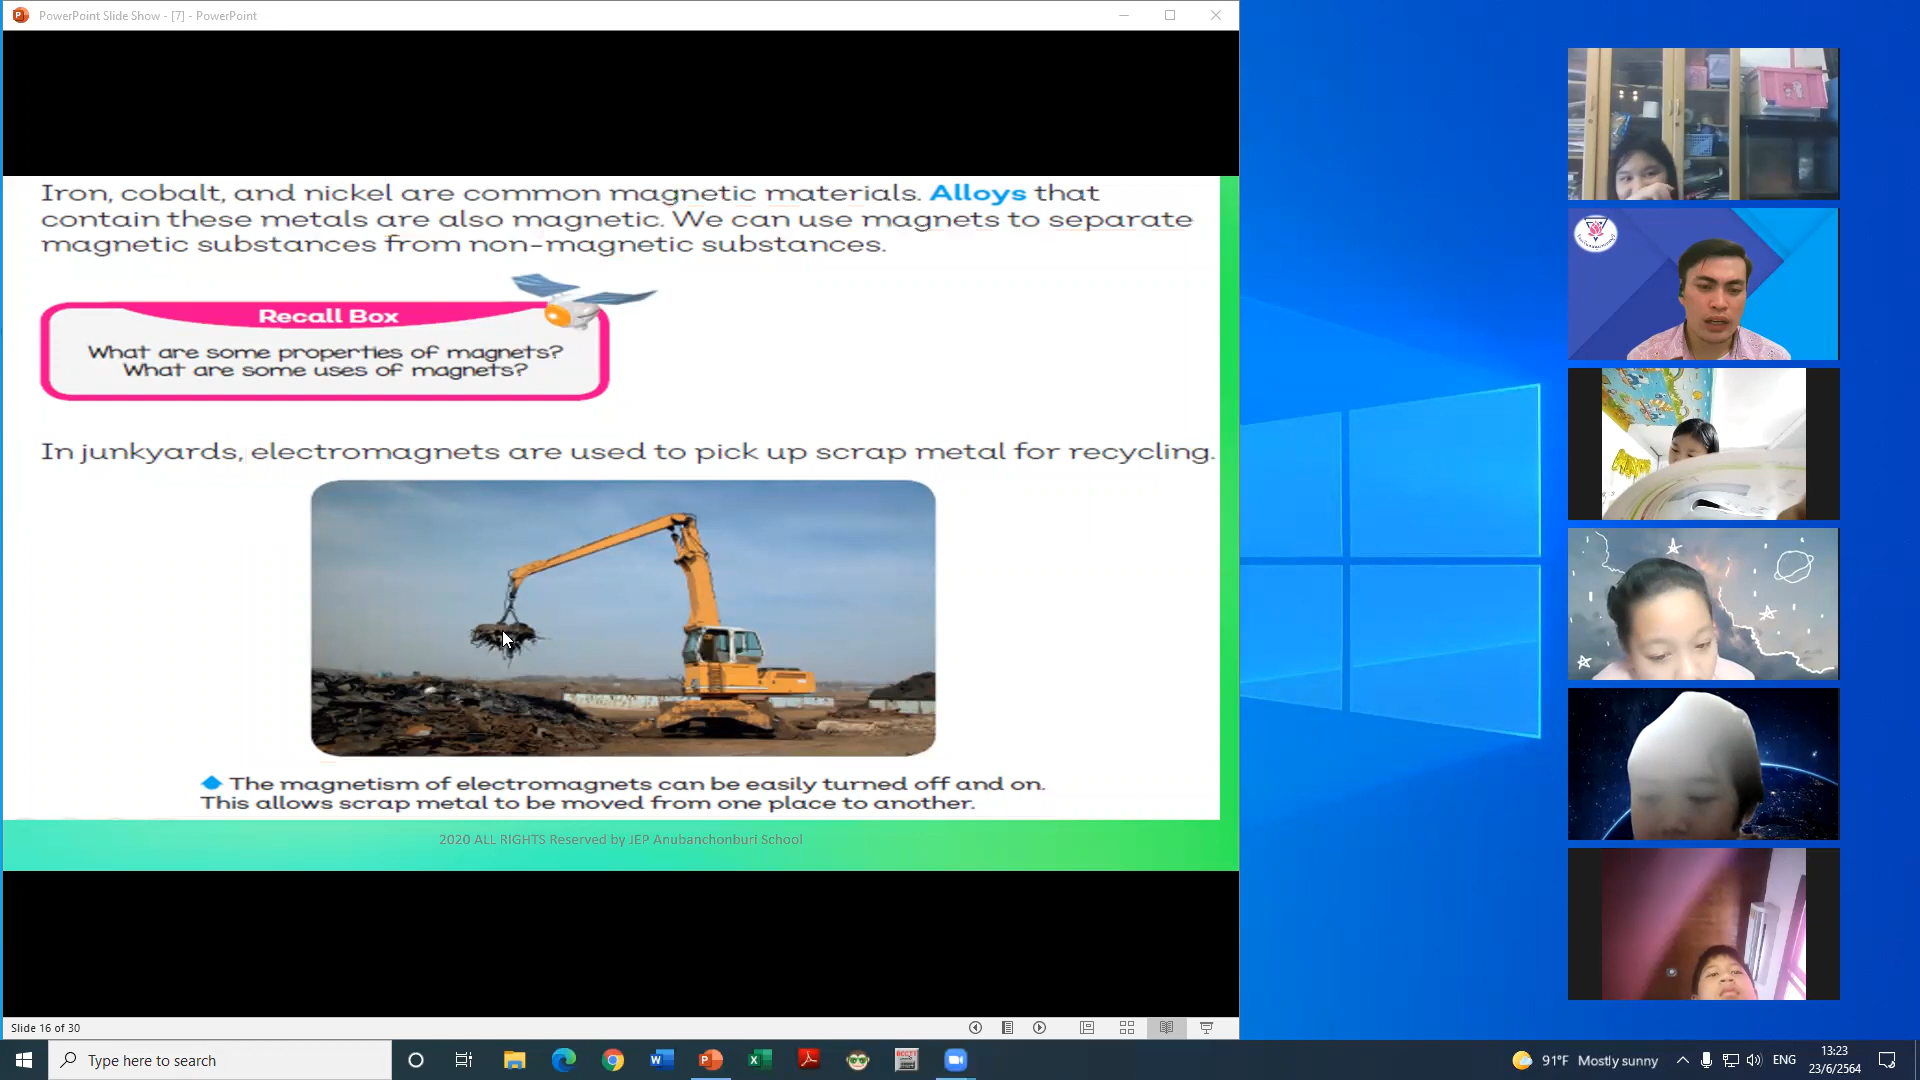 PowerPoint Slide Show - [7] - PowerPoint
Iron, cobalt, and nickel are common magnetic materials. Alloys that
contain these metals are also magnetic. We can use magnets to separate
magnetic substances from non-magnetic substances.
Recall Box
What are some properties of magnets?
What are some uses of magnets?
In junkyards, electromagnets are used to pick up scrap metal for recycling.
The magnetism of electromagnets can be easily turned off and on.
This allows scrap metal to be moved from one place to another.
2020 ALL RIGHTS Reserved by JEP Anubanchonburi School
Slide 16 of 30
Type here to search
91°F Mostly sunny
ENG
13:23
23/6/2564